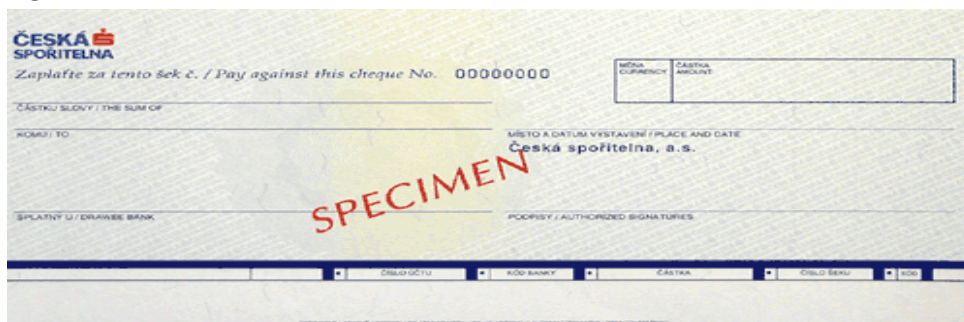 ČESKÁ
SPOŘITELNA
Zaplaťte za tento šek č. / Pay against this cheque No. 00000000
MĚNA CURRENCY
ČÁSTKA AMOUNT
ČÁSTKU SLOVY / THE SUM OF
KOMU / TO
MÍSTO A DATUM VYSTAVENÍ / PLACE AND DATE
Česká spořitelna, a.s.
SPECIMEN
SPLATNÝ U / DRAWEE BANK
PODPISY / AUTHORIZED SIGNATURES
ČÍSLO ÚČTU KÓD BANKY ČÁSTKA ČÍSLO ŠEKU KÓD